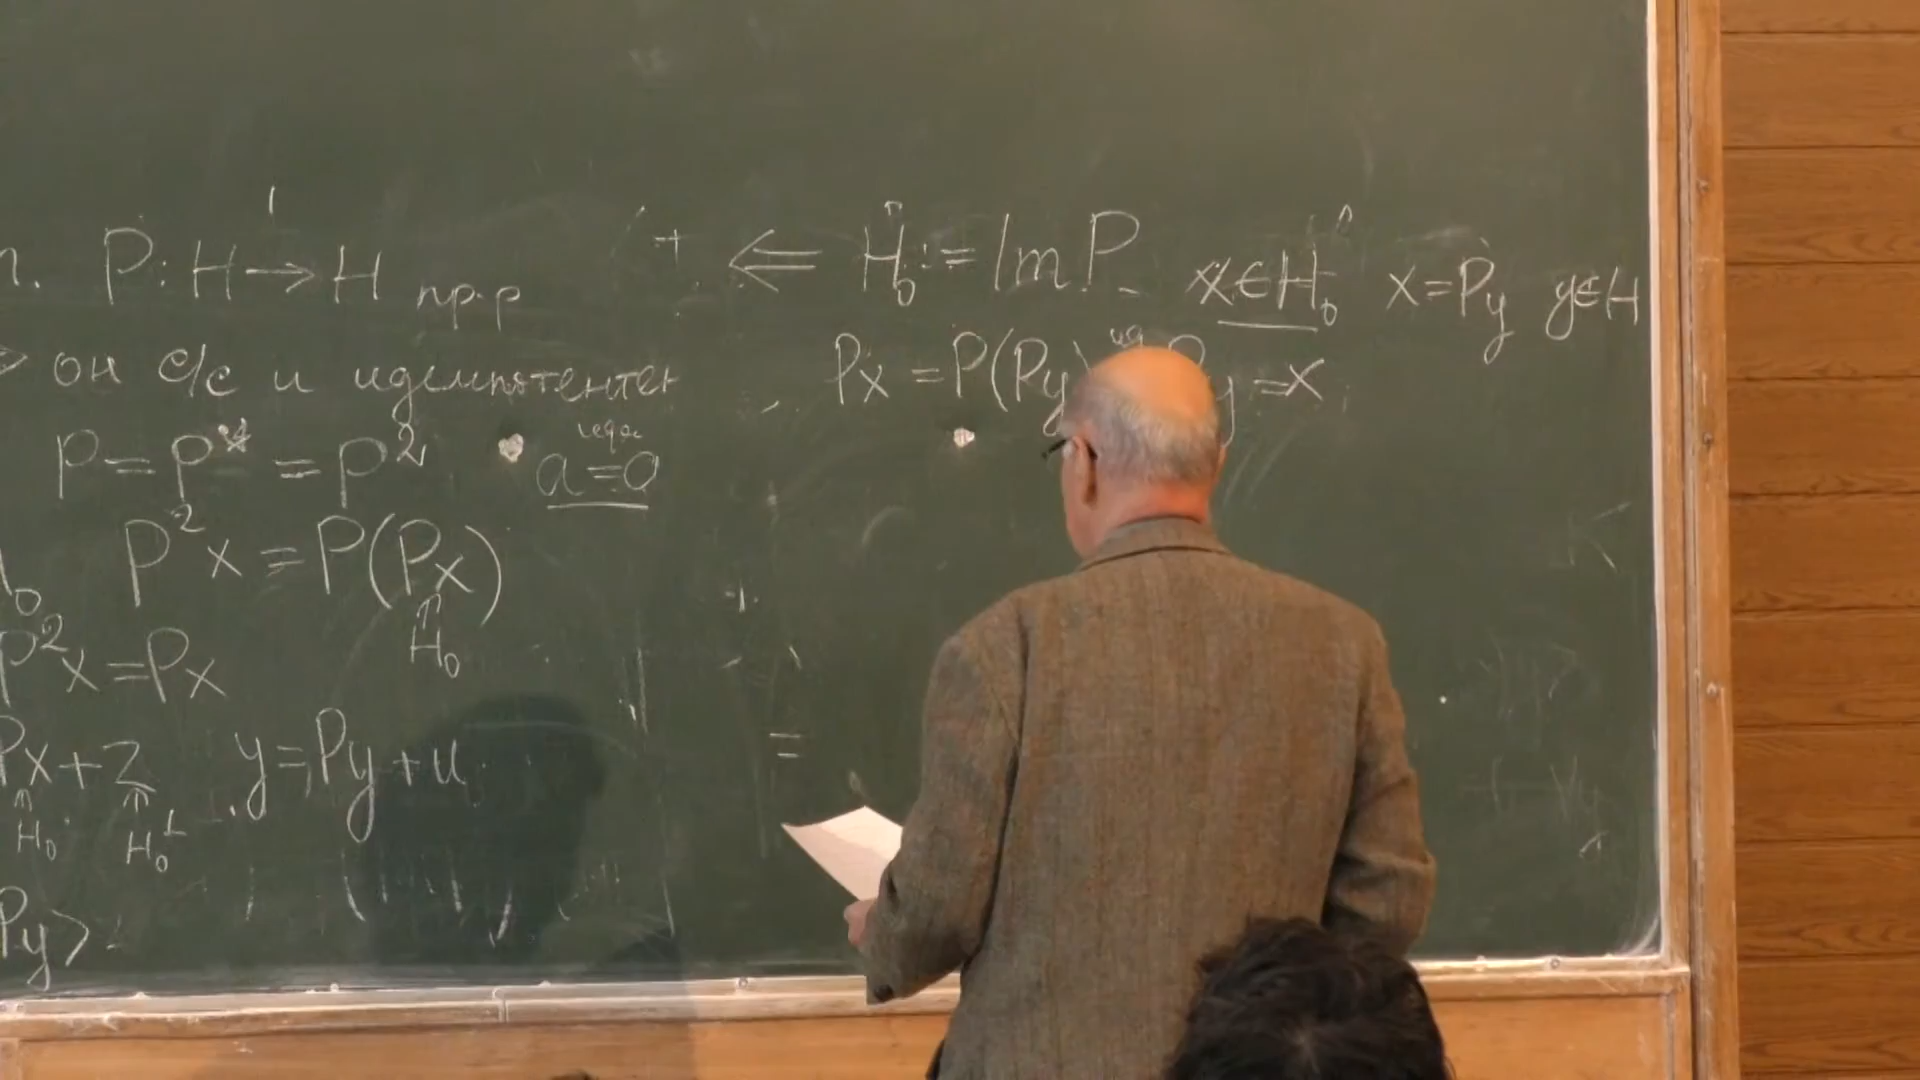 P: H → H пр-р
он с/с и идемпотентен
P = P* = P²
a = 0
P²x = P(Px)
H₀
P²x = Px
Px + z y = Py + u
H₀ H₀⊥
Py>
⇐ H₀ := Im P x ∈ H₀ x = Py y ∈ H
Px = P(Py) = x